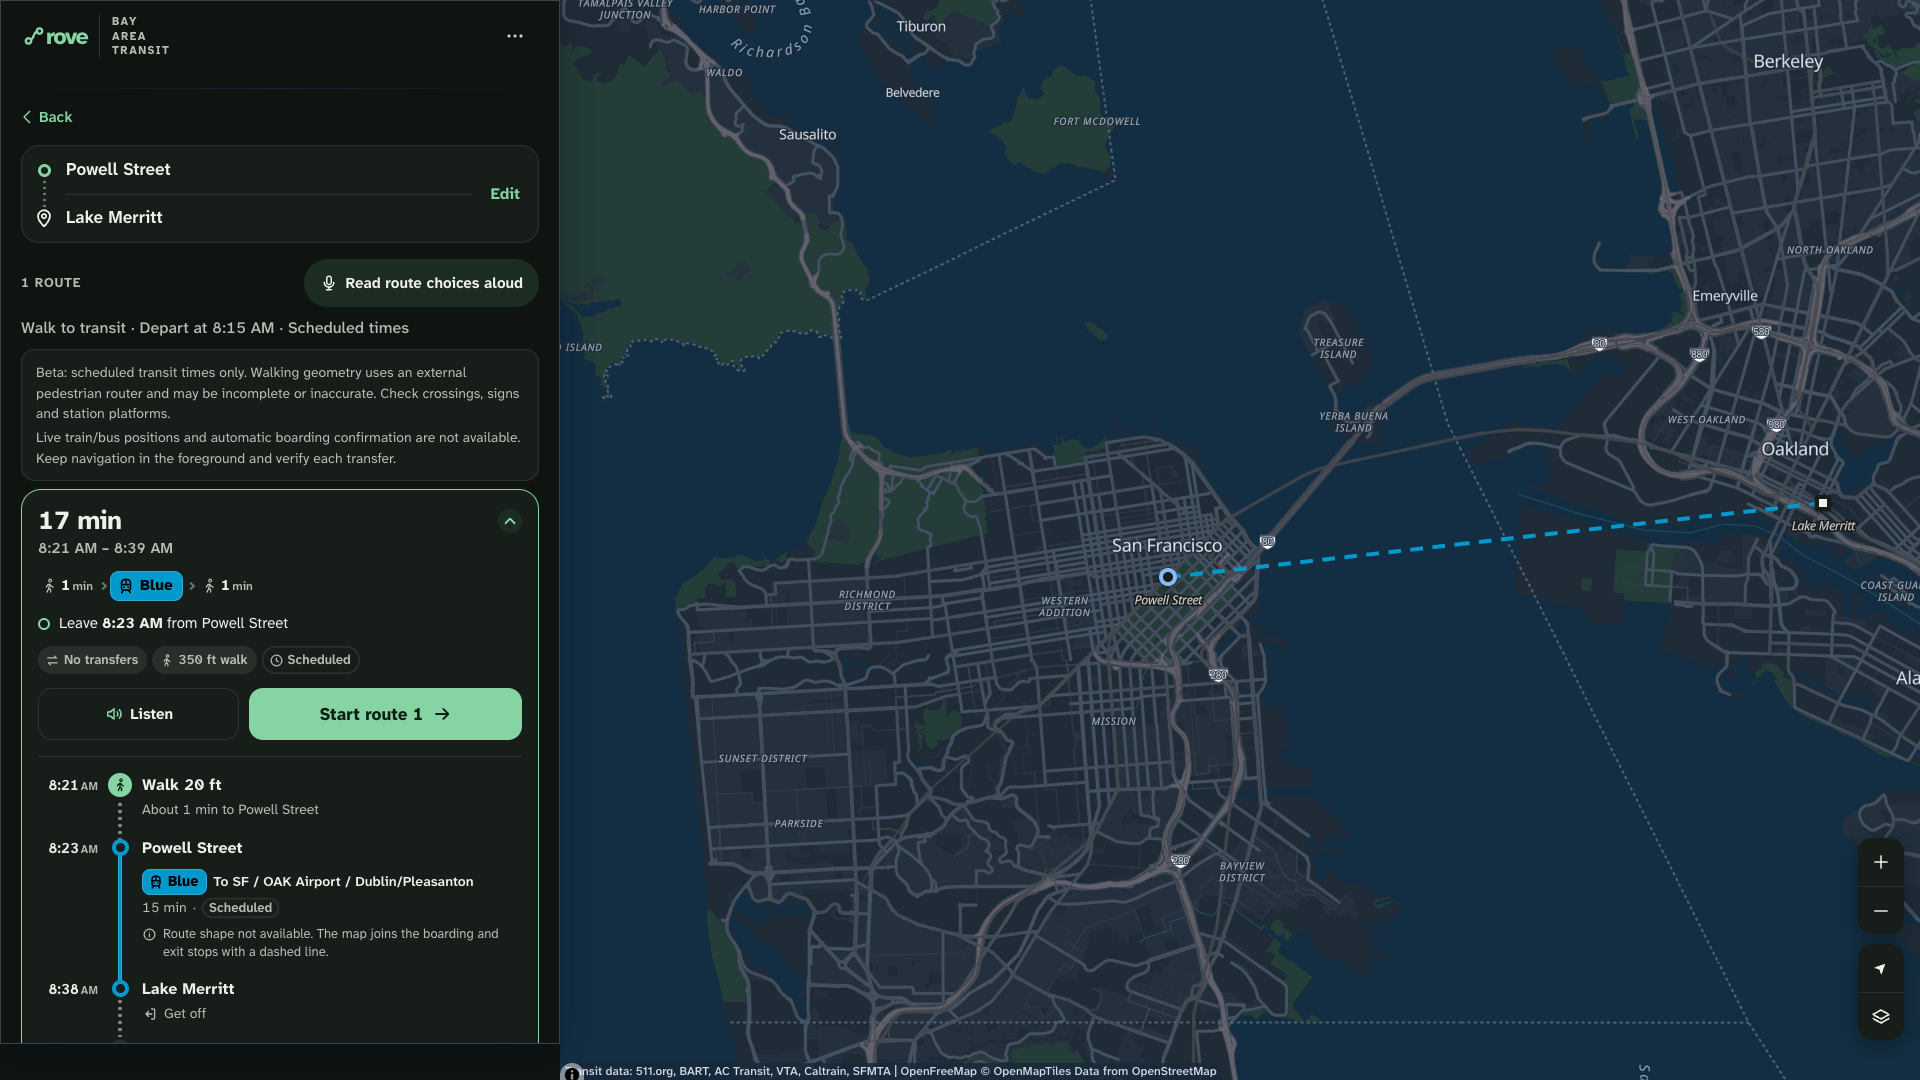 rove
BAY
AREA
TRANSIT
Back
Powell Street
Edit
Lake Merritt
1 ROUTE
Read route choices aloud
Walk to transit · Depart at 8:15 AM · Scheduled times
Beta: scheduled transit times only. Walking geometry uses an external
pedestrian router and may be incomplete or inaccurate. Check crossings, signs
and station platforms.
Live train/bus positions and automatic boarding confirmation are not available.
Keep navigation in the foreground and verify each transfer.
17 min
8:21 AM – 8:39 AM
1 min
Blue
1 min
Leave 8:23 AM from Powell Street
No transfers
350 ft walk
Scheduled
Listen
Start route 1
8:21 AM
Walk 20 ft
About 1 min to Powell Street
8:23 AM
Powell Street
Blue
To SF / OAK Airport / Dublin/Pleasanton
15 min · Scheduled
Route shape not available. The map joins the boarding and
exit stops with a dashed line.
8:38 AM
Lake Merritt
Get off
TAMALPAIS VALLEY
JUNCTION
HARBOR POINT
Richardson Ba
Tiburon
Berkeley
WALDO
Belvedere
FORT MCDOWELL
Sausalito
NORTH OAKLAND
Emeryville
580
80
880
ISLAND
TREASURE
ISLAND
YERBA BUENA
ISLAND
WEST OAKLAND
980
Oakland
Lake Merritt
San Francisco
80
Powell Street
RICHMOND
DISTRICT
WESTERN
ADDITION
COAST GUA
ISLAND
280
Ala
MISSION
SUNSET DISTRICT
PARKSIDE
280
BAYVIEW
DISTRICT
nsit data: 511.org, BART, AC Transit, VTA, Caltrain, SFMTA | OpenFreeMap © OpenMapTiles Data from OpenStreetMap